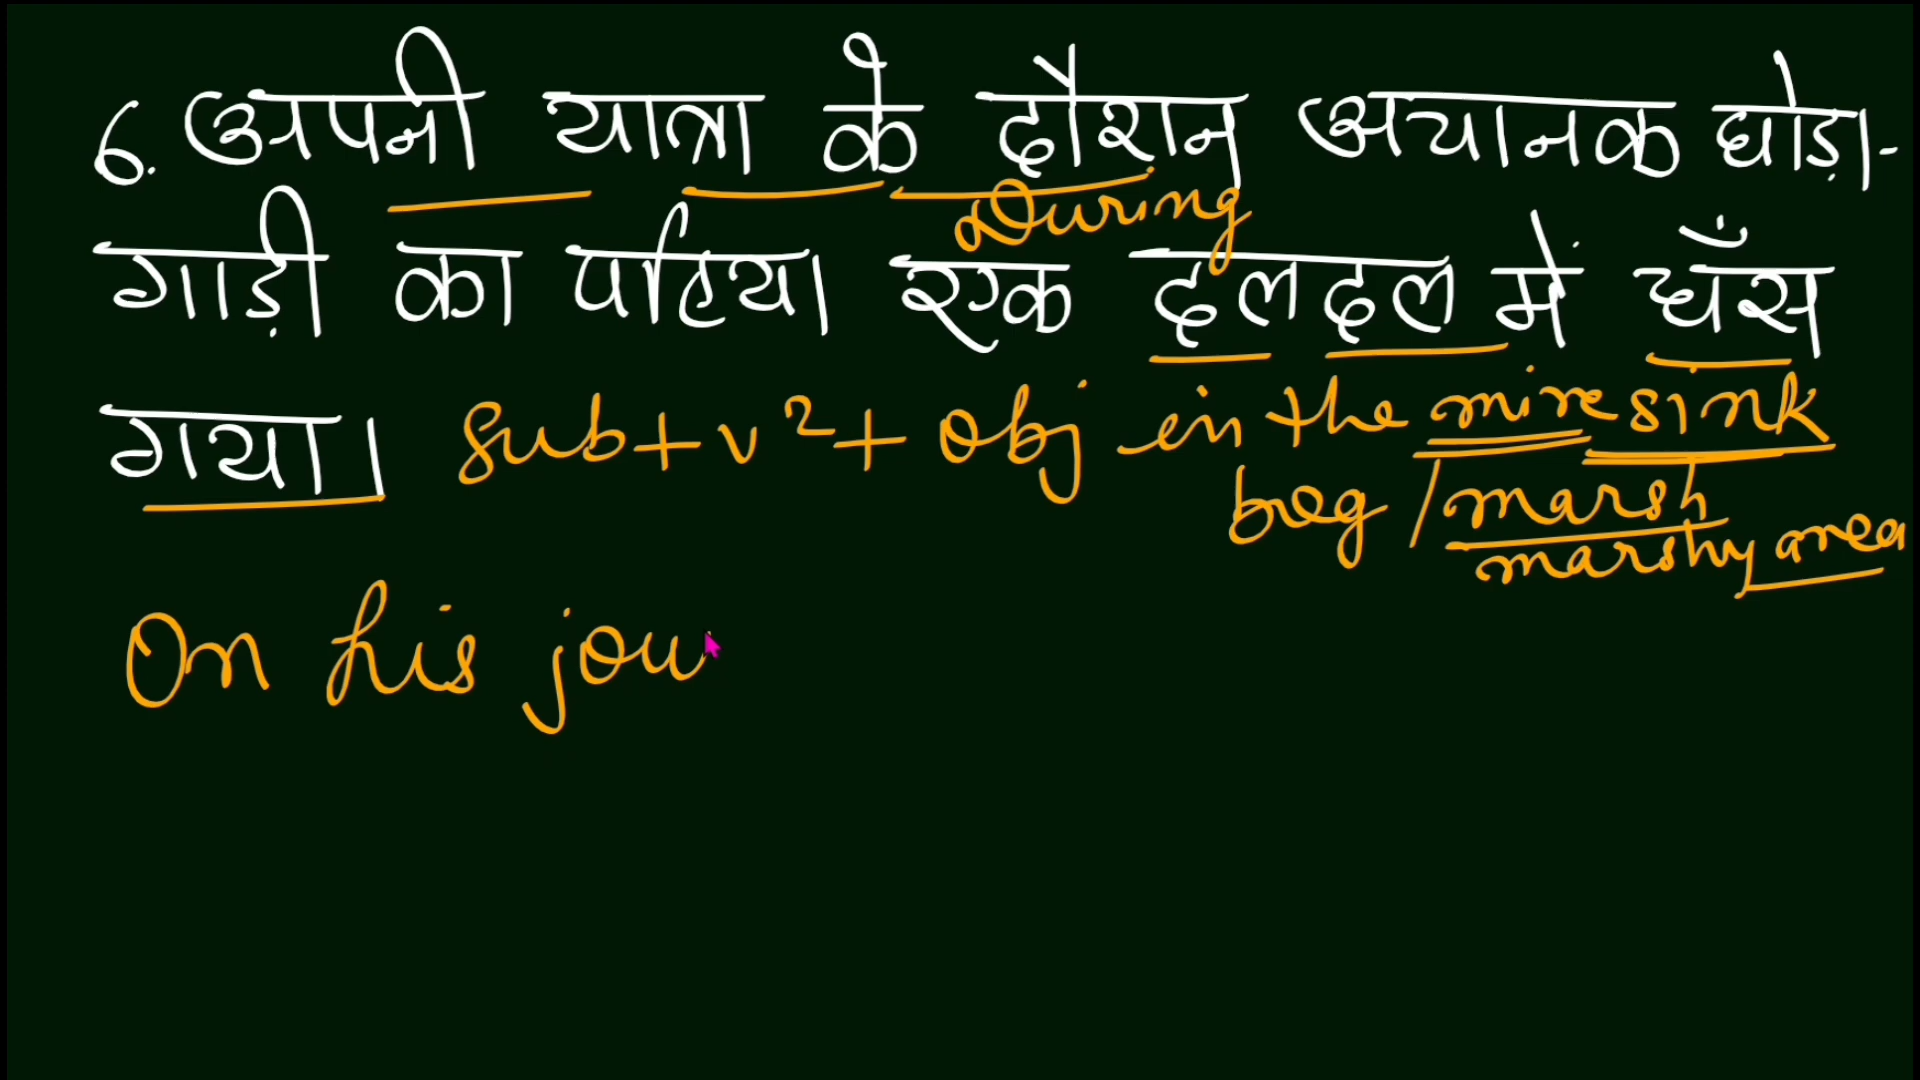 6. अपनी यात्रा के दौरान अचानक घोड़ा-
During
गाड़ी का पहिया एक दलदल में धँस
गया। sub+v²+ obj in the mire sink
bog / marsh
marshy area
On his jou